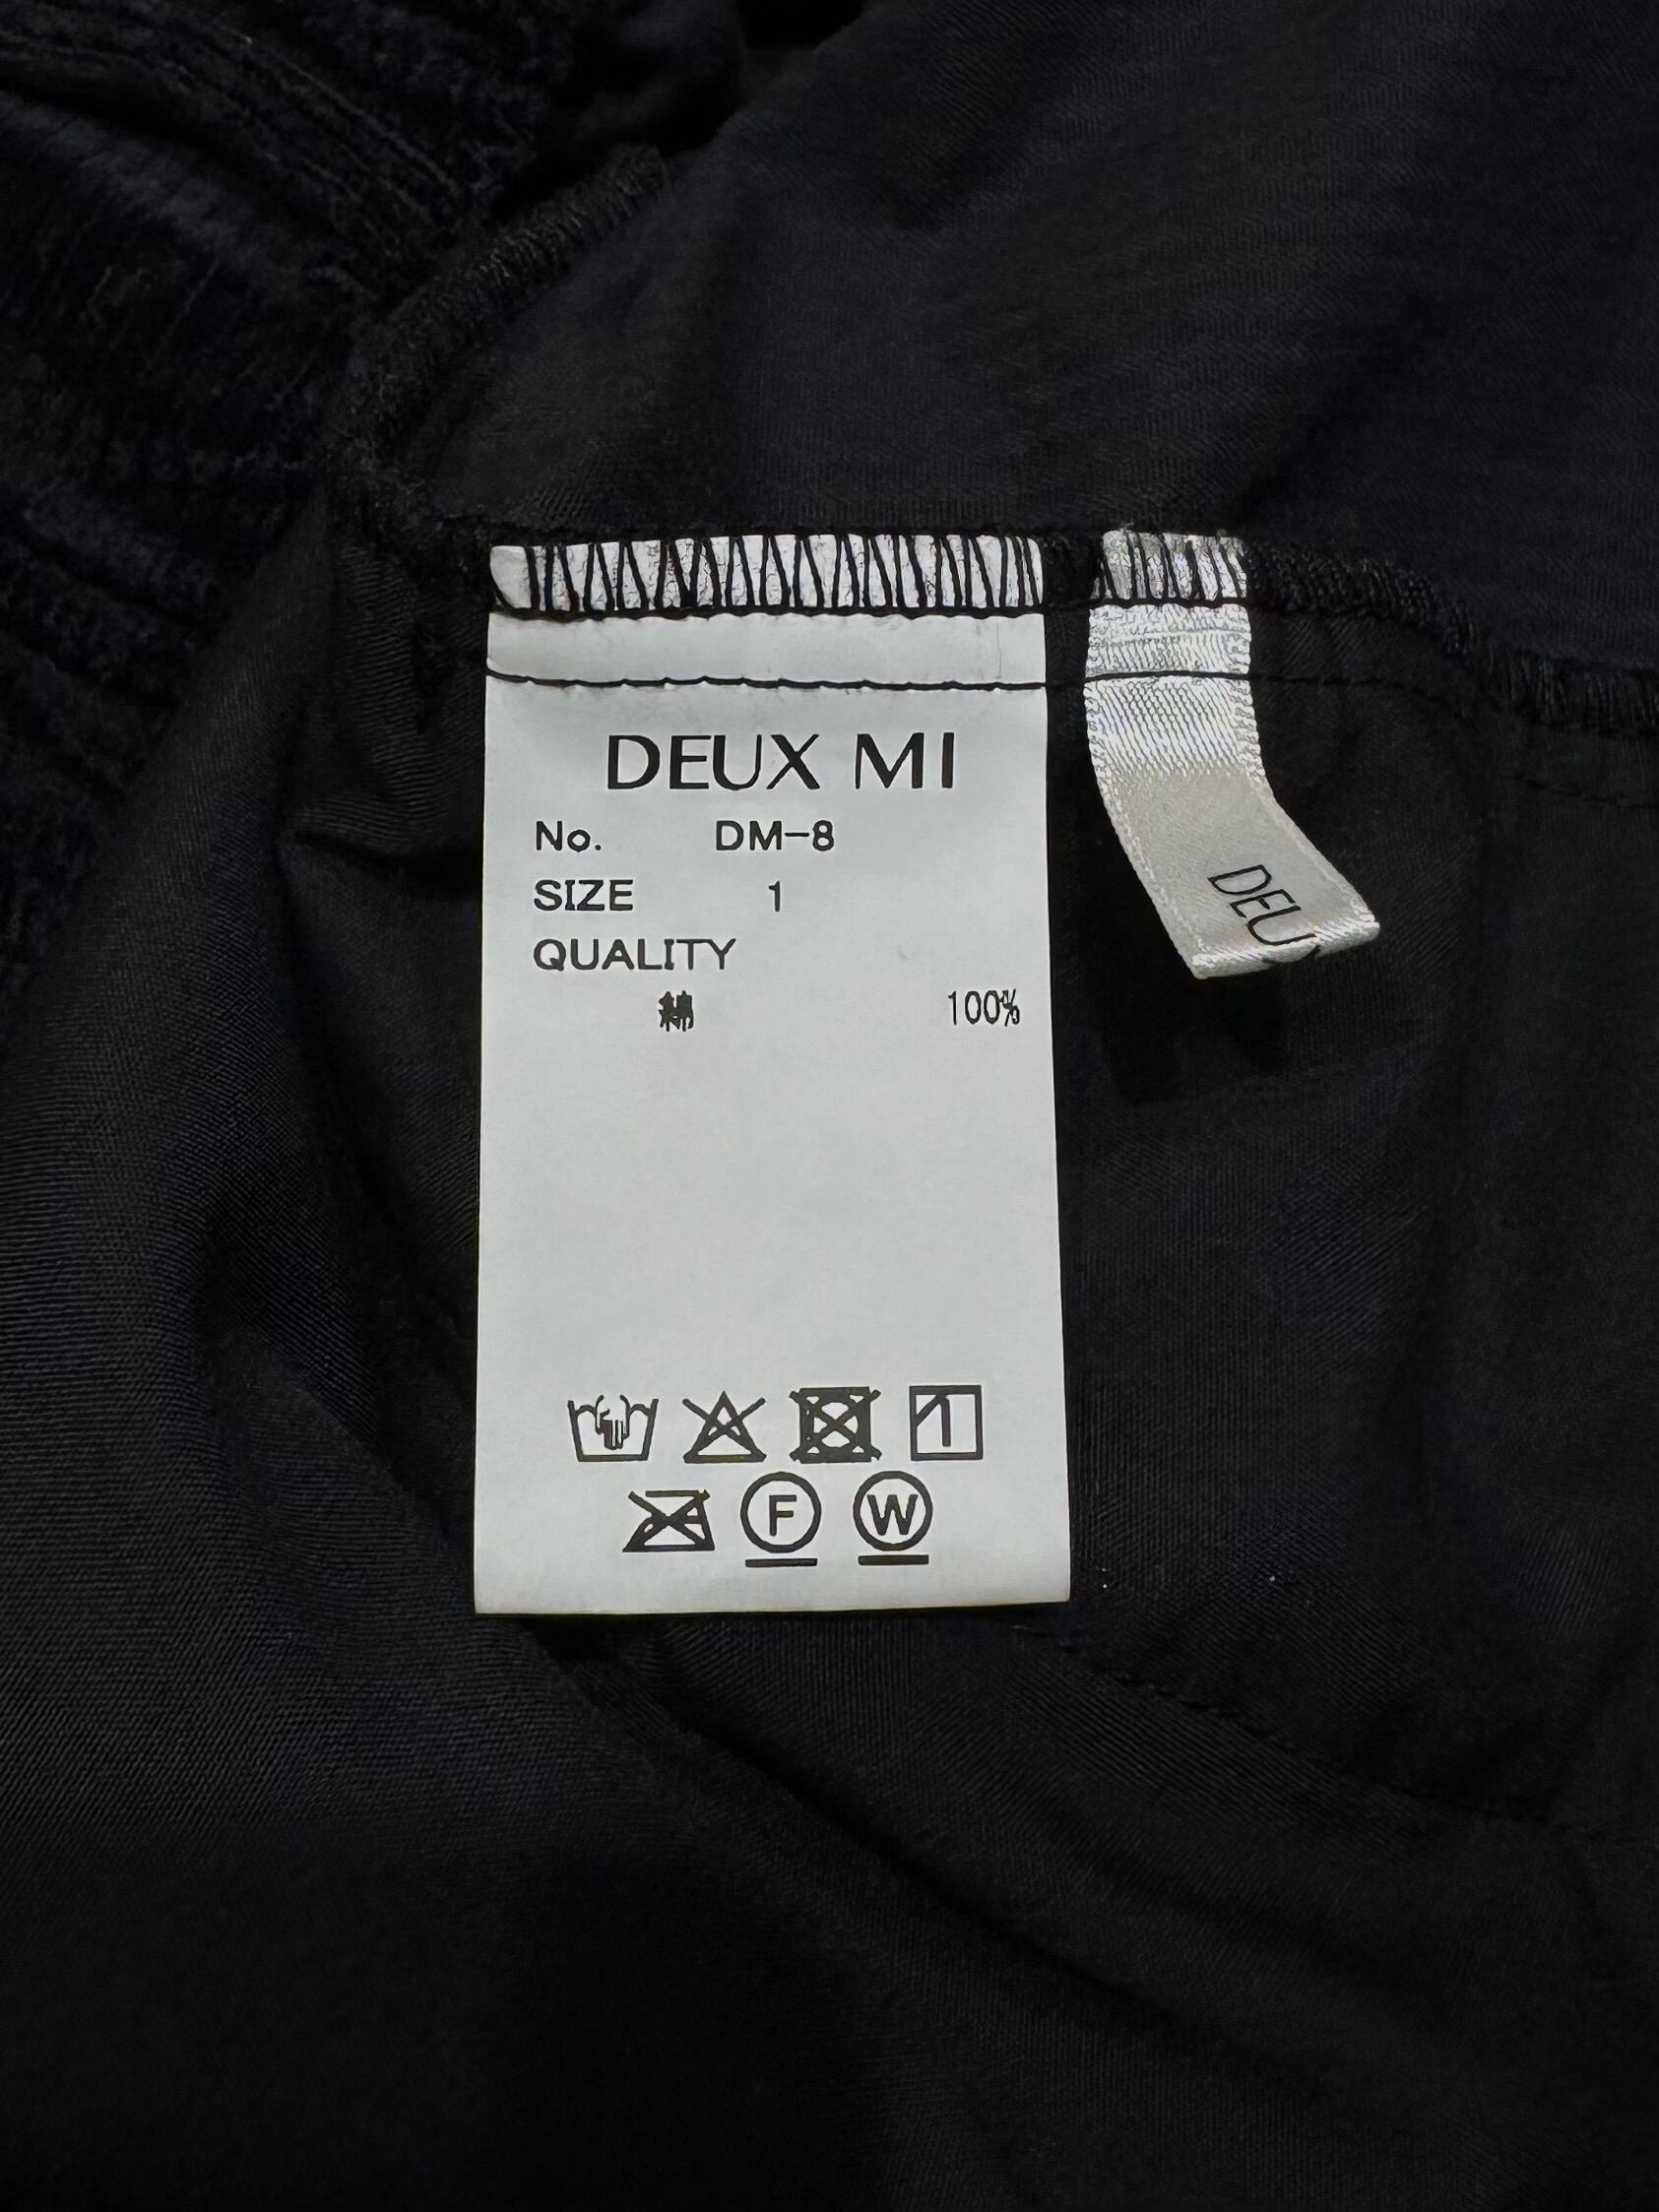 DEUX MI
No. DM-8
SIZE 1
QUALITY
綿 100%
F W
DEU